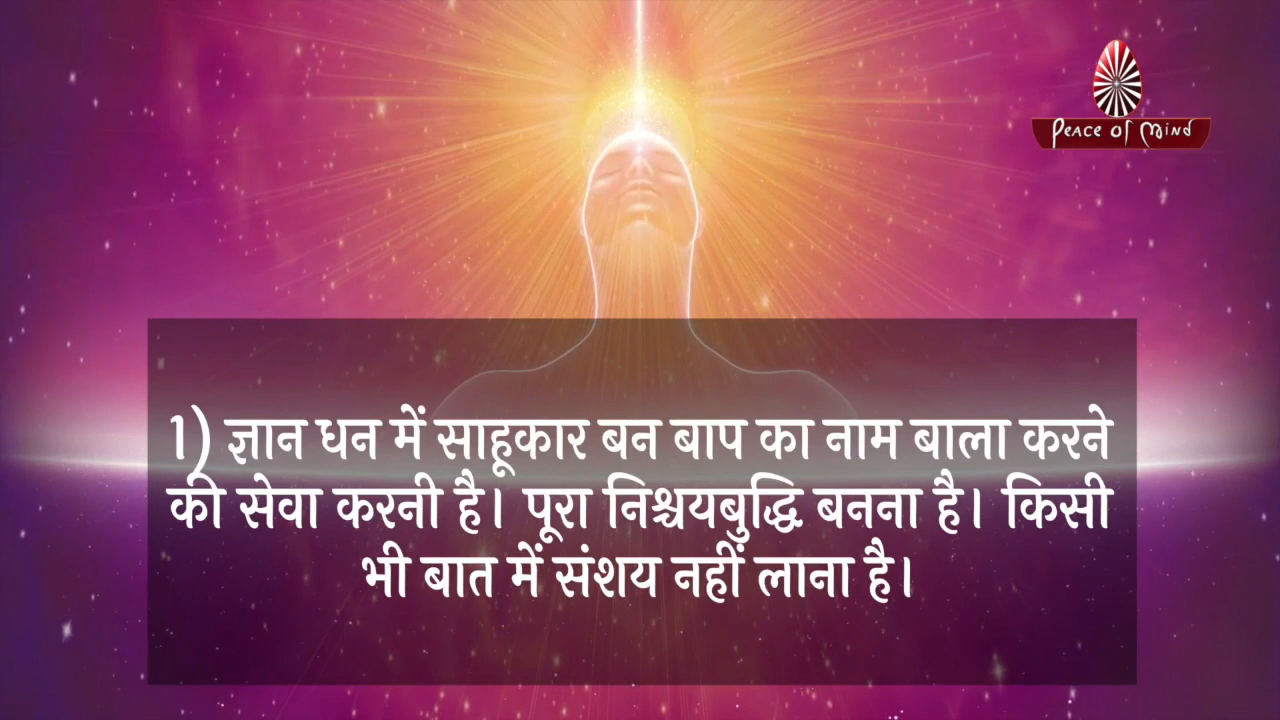 Peace of Mind
1) ज्ञान धन में साहूकार बन बाप का नाम बाला करने
की सेवा करनी है। पूरा निश्चयबुद्धि बनना है। किसी
भी बात में संशय नहीं लाना है।